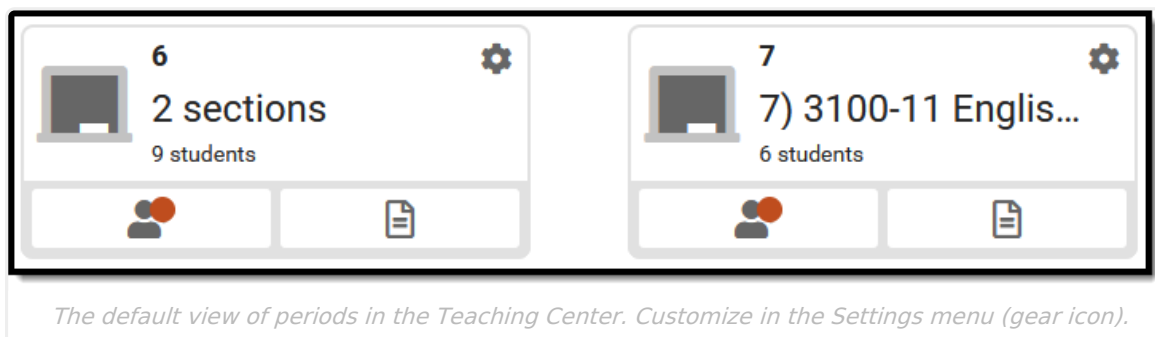 6
2 sections
9 students
7
7) 3100-11 Englis...
6 students
The default view of periods in the Teaching Center. Customize in the Settings menu (gear icon).